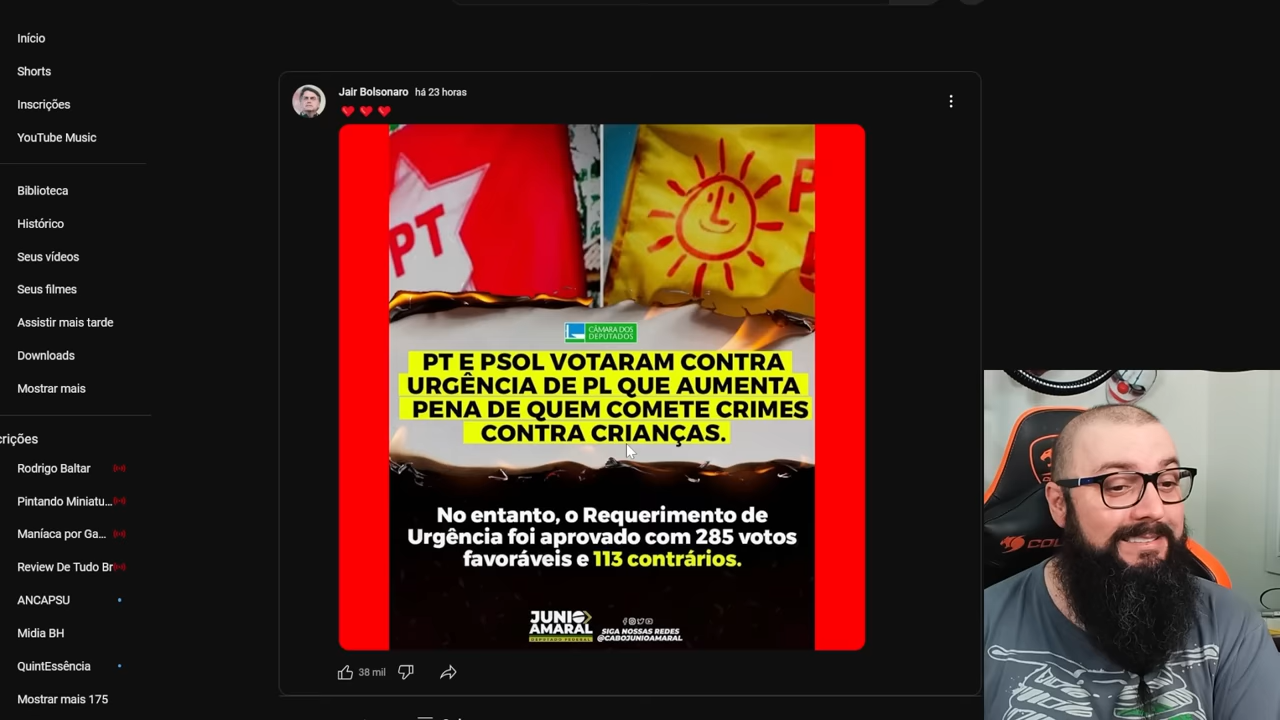 Início
Shorts
Inscrições
YouTube Music
Biblioteca
Histórico
Seus vídeos
Seus filmes
Assistir mais tarde
Downloads
Mostrar mais
crições
Rodrigo Baltar
Pintando Miniatu...
Maníaca por Ga...
Review De Tudo Br
ANCAPSU
Midia BH
QuintEssência
Mostrar mais 175
Jair Bolsonaro há 23 horas
PT
P
CÂMARA DOS
DEPUTADOS
PT E PSOL VOTARAM CONTRA
URGÊNCIA DE PL QUE AUMENTA
PENA DE QUEM COMETE CRIMES
CONTRA CRIANÇAS.
No entanto, o Requerimento de
Urgência foi aprovado com 285 votos
favoráveis e 113 contrários.
JUNIO
AMARAL
DEPUTADO FEDERAL
SIGA NOSSAS REDES
@CABOJUNIOAMARAL
38 mil
COU